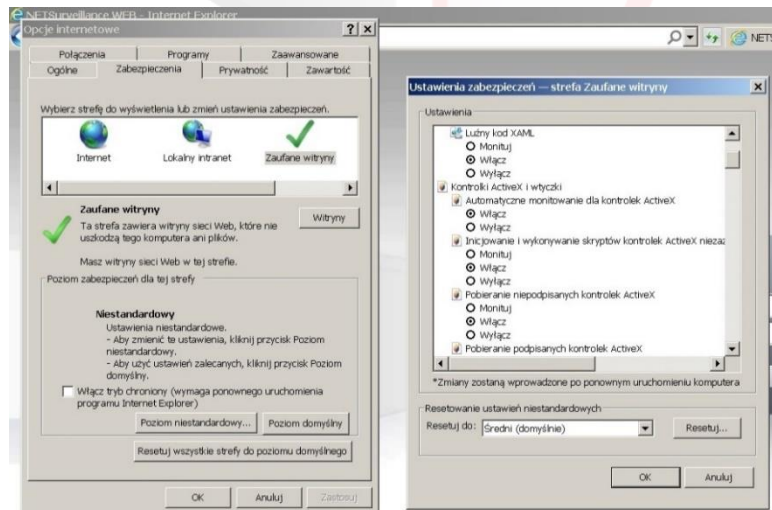 NETSurveillance WEB - Internet Explorer
Opcje internetowe
Połączenia Programy Zaawansowane
Ogólne Zabezpieczenia Prywatność Zawartość
Wybierz strefę do wyświetlenia lub zmień ustawienia zabezpieczeń.
Internet Lokalny intranet Zaufane witryny
Zaufane witryny
Witryny
Ta strefa zawiera witryny sieci Web, które nie
uszkodzą tego komputera ani plików.
Masz witryny sieci Web w tej strefie.
Poziom zabezpieczeń dla tej strefy
Niestandardowy
Ustawienia niestandardowe.
- Aby zmienić te ustawienia, kliknij przycisk Poziom
niestandardowy.
- Aby użyć ustawień zalecanych, kliknij przycisk Poziom
domyślny.
Włącz tryb chroniony (wymaga ponownego uruchomienia
programu Internet Explorer)
Poziom niestandardowy... Poziom domyślny
Resetuj wszystkie strefy do poziomu domyślnego
OK Anuluj Zastosuj
NETS
Ustawienia zabezpieczeń — strefa Zaufane witryny
Ustawienia
Luźny kod XAML
Monituj
Włącz
Wyłącz
Kontrolki ActiveX i wtyczki
Automatyczne monitowanie dla kontrolek ActiveX
Włącz
Wyłącz
Inicjowanie i wykonywanie skryptów kontrolek ActiveX niezaz
Monituj
Włącz
Wyłącz
Pobieranie niepodpisanych kontrolek ActiveX
Monituj
Włącz
Wyłącz
Pobieranie podpisanych kontrolek ActiveX
*Zmiany zostaną wprowadzone po ponownym uruchomieniu komputera
Resetowanie ustawień niestandardowych
Resetuj do: Średni (domyślnie) Resetuj...
OK Anuluj